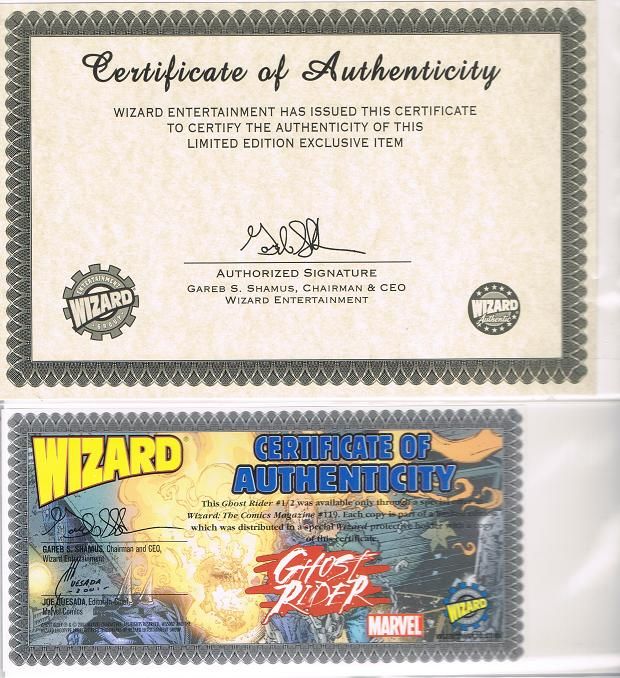 Certificate of Authenticity
WIZARD ENTERTAINMENT HAS ISSUED THIS CERTIFICATE
TO CERTIFY THE AUTHENTICITY OF THIS
LIMITED EDITION EXCLUSIVE ITEM
AUTHORIZED SIGNATURE
GAREB S. SHAMUS, CHAIRMAN & CEO
WIZARD ENTERTAINMENT
ENTERTAINMENT
WIZARD
GROUP
WIZARD
Authentic
WIZARD®
CERTIFICATE OF
AUTHENTICITY
This Ghost Rider #1/2 was available only through a
Wizard: The Comics Magazine #119. Each copy is part of a
which was distributed in a special Wizard protective
of this certificate.
GAREB S. SHAMUS, Chairman and CEO,
Wizard Entertainment
QUESADA
-2001-
JOE QUESADA, Editor-In-Chief
Marvel Comics
GHOST
RIDER
MARVEL
WIZARD